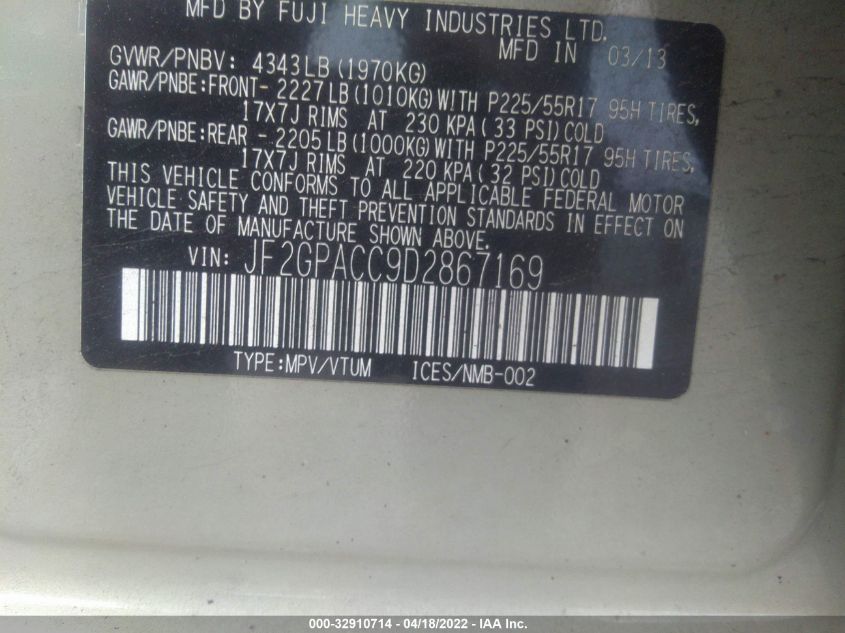 MFD BY FUJI HEAVY INDUSTRIES LTD.
MFD IN 03/13
GVWR/PNBV: 4343LB(1970KG)
GAWR/PNBE:FRONT- 2227LB(1010KG)WITH P225/55R17 95H TIRES,
17X7J RIMS AT 230 KPA(33 PSI)COLD
GAWR/PNBE:REAR - 2205LB(1000KG)WITH P225/55R17 95H TIRES,
17X7J RIMS AT 220 KPA(32 PSI)COLD
THIS VEHICLE CONFORMS TO ALL APPLICABLE FEDERAL MOTOR
VEHICLE SAFETY AND THEFT PREVENTION STANDARDS IN EFFECT ON
THE DATE OF MANUFACTURE SHOWN ABOVE.
VIN: JF2GPACC9D2867169
TYPE:MPV/VTUM ICES/NMB-002
000-32910714 - 04/18/2022 - IAA Inc.